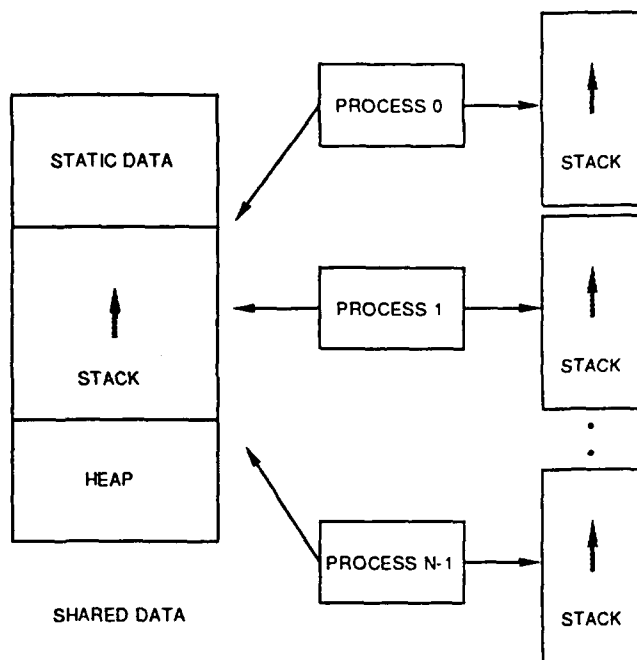 STATIC DATA
STACK
HEAP
SHARED DATA
PROCESS 0
PROCESS 1
PROCESS N-1
STACK
STACK
STACK